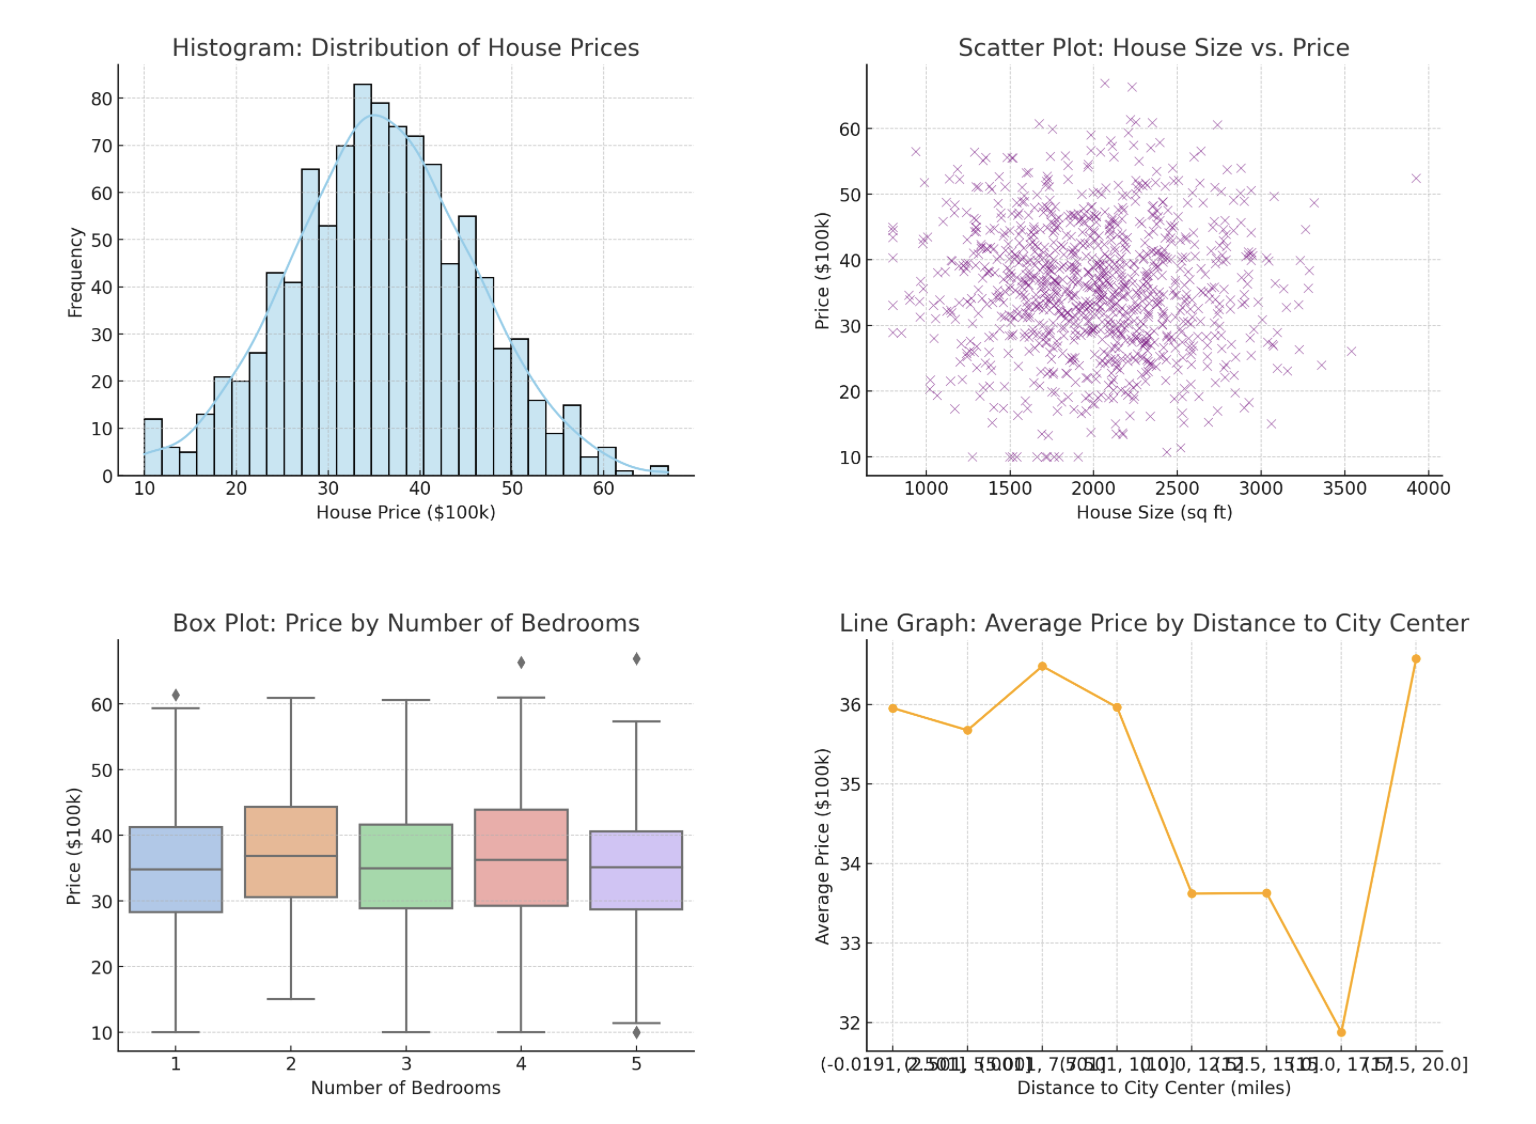 Histogram: Distribution of House Prices
Frequency
80
70
60
50
40
30
20
10
0
10 20 30 40 50 60
House Price ($100k)
Scatter Plot: House Size vs. Price
Price ($100k)
60
50
40
30
20
10
1000 1500 2000 2500 3000 3500 4000
House Size (sq ft)
Box Plot: Price by Number of Bedrooms
Price ($100k)
60
50
40
30
20
10
1 2 3 4 5
Number of Bedrooms
Line Graph: Average Price by Distance to City Center
Average Price ($100k)
36
35
34
33
32
20.0]
Distance to City Center (miles)